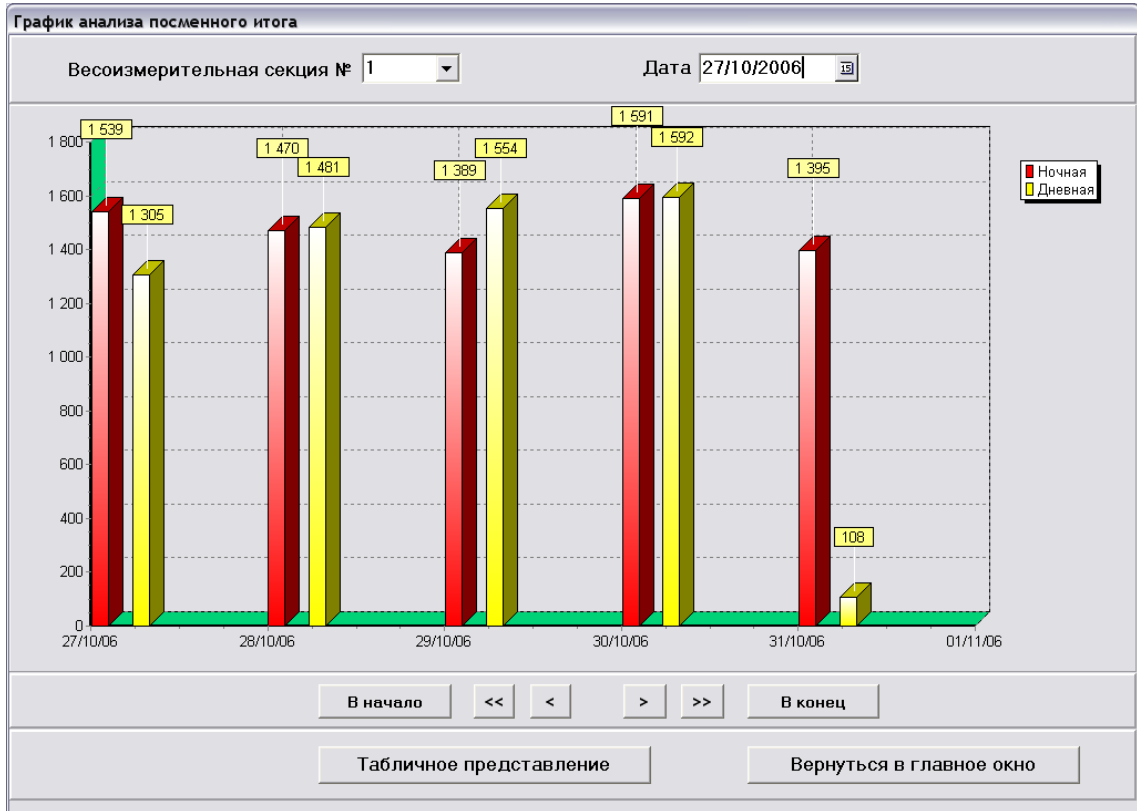 График анализа посменного итога
Весоизмерительная секция № 1 Дата 27/10/2006 15
1 539
1 470
1 389
1 591
1 395
1 305
1 481
1 554
1 592
108
1 800
1 600
1 400
1 200
1 000
800
600
400
200
0
27/10/06 28/10/06 29/10/06 30/10/06 31/10/06 01/11/06
Ночная
Дневная
В начало << < > >> В конец
Табличное представление Вернуться в главное окно